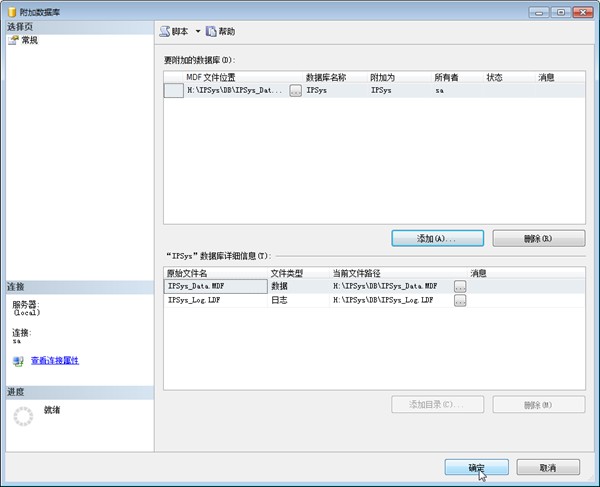 附加数据库
选择页
常规
脚本 帮助
要附加的数据库(D):
MDF 文件位置 数据库名称 附加为 所有者 状态 消息
H:\IPSys\DB\IPSys_Dat... ... IPSys IPSys sa
添加(A)... 删除(R)
“IPSys”数据库详细信息(T):
原始文件名 文件类型 当前文件路径 消息
IPSys_Data.MDF 数据 H:\IPSys\DB\IPSys_Data.MDF ...
IPSys_Log.LDF 日志 H:\IPSys\DB\IPSys_Log.LDF ...
连接
服务器:
(local)
连接:
sa
查看连接属性
进度
就绪
添加目录(C)... 删除(M)
确定 取消